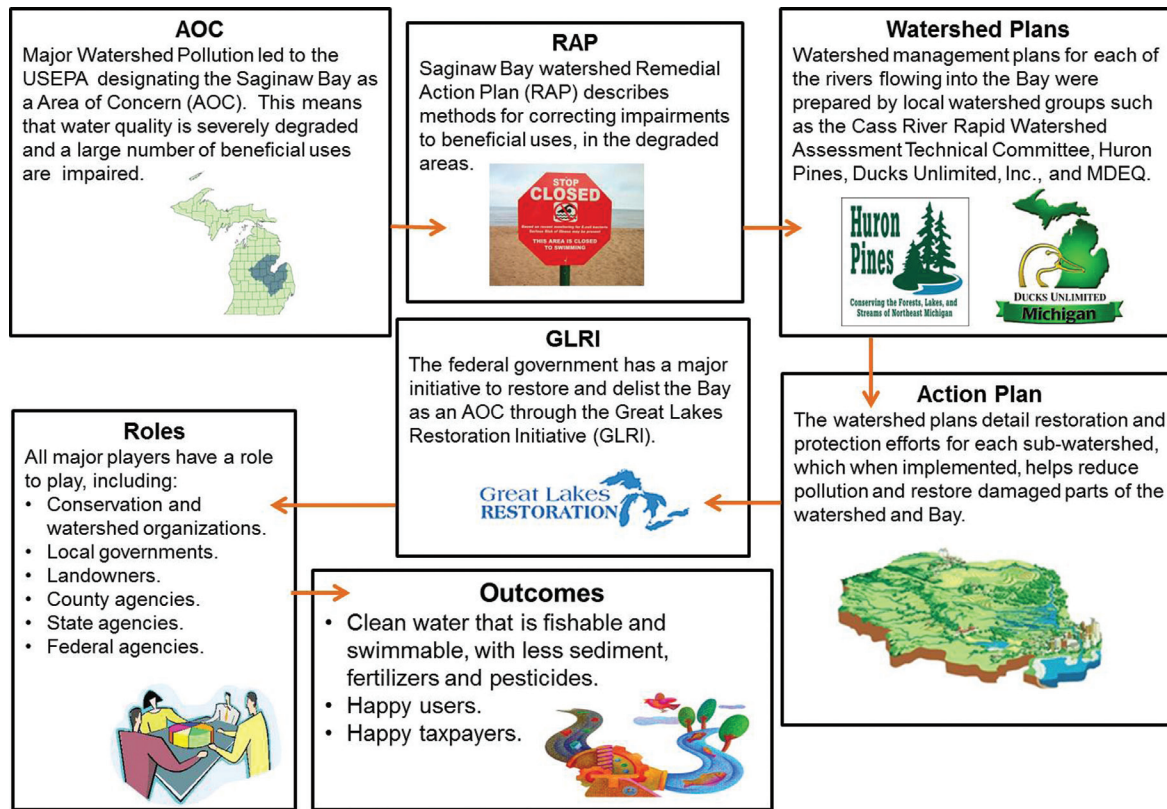 AOC
Major Watershed Pollution led to the
USEPA designating the Saginaw Bay as
a Area of Concern (AOC). This means
that water quality is severely degraded
and a large number of beneficial uses
are impaired.
RAP
Saginaw Bay watershed Remedial
Action Plan (RAP) describes
methods for correcting impairments
to beneficial uses, in the degraded
areas.
STOP
CLOSED
THIS AREA IS CLOSED
TO SWIMMING
Watershed Plans
Watershed management plans for each of
the rivers flowing into the Bay were
prepared by local watershed groups such
as the Cass River Rapid Watershed
Assessment Technical Committee, Huron
Pines, Ducks Unlimited, Inc., and MDEQ.
Huron
Pines
Conserving the Forests, Lakes, and
Streams of Northeast Michigan
DUCKS UNLIMITED
Michigan
Action Plan
The watershed plans detail restoration and
protection efforts for each sub-watershed,
which when implemented, helps reduce
pollution and restore damaged parts of the
watershed and Bay.
GLRI
The federal government has a major
initiative to restore and delist the Bay
as an AOC through the Great Lakes
Restoration Initiative (GLRI).
Great Lakes
RESTORATION
Roles
All major players have a role
to play, including:
• Conservation and
watershed organizations.
• Local governments.
• Landowners.
• County agencies.
• State agencies.
• Federal agencies.
Outcomes
• Clean water that is fishable and
swimmable, with less sediment,
fertilizers and pesticides.
• Happy users.
• Happy taxpayers.